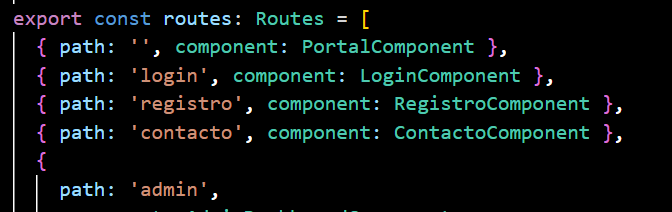 export const routes: Routes = [
{ path: '', component: PortalComponent },
{ path: 'login', component: LoginComponent },
{ path: 'registro', component: RegistroComponent },
{ path: 'contacto', component: ContactoComponent },
{
path: 'admin',